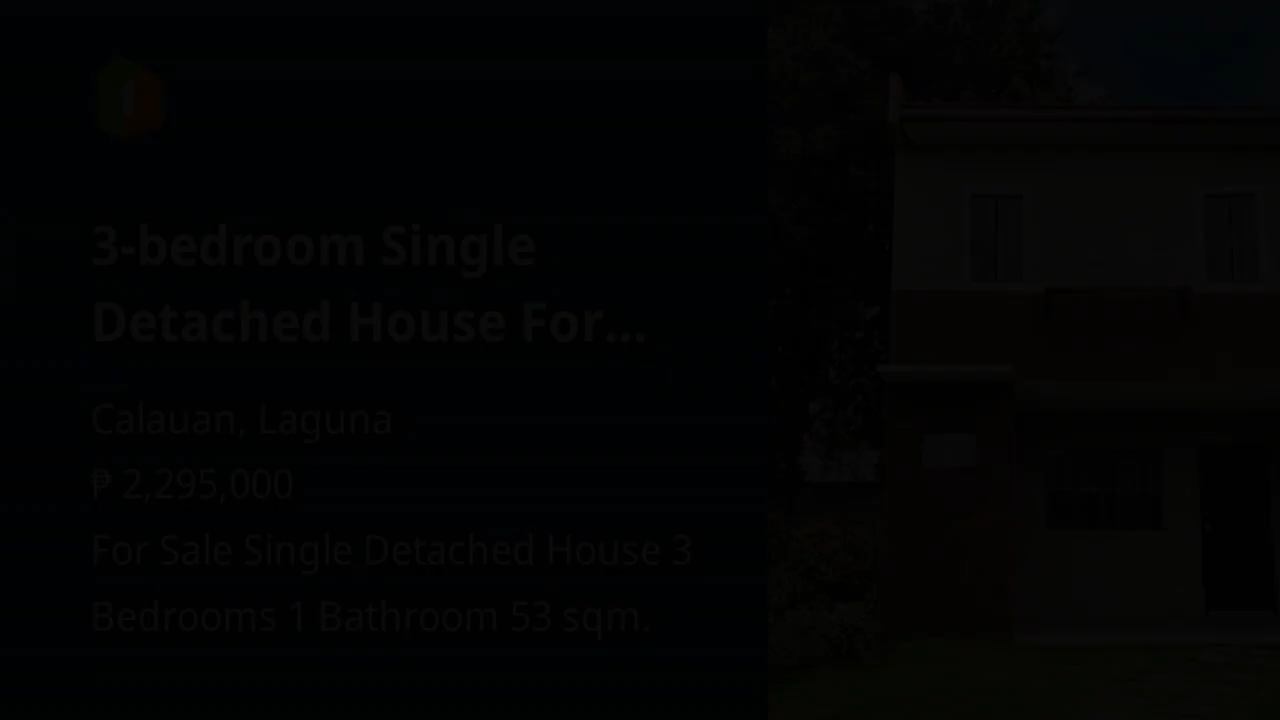 3-bedroom Single
Detached House For...
Calauan, Laguna
₱ 2,295,000
For Sale Single Detached House 3
Bedrooms 1 Bathroom 53 sqm.